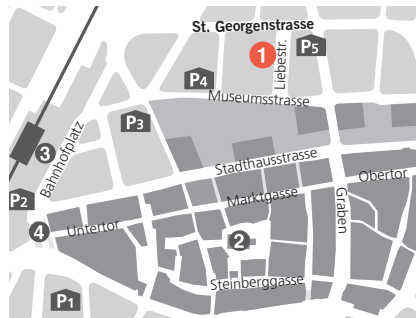 St. Georgenstrasse
1
Liebestr.
P5
P4
Museumsstrasse
P3
Bahnhofplatz
3
Stadthausstrasse
P2
Marktgasse
Obertor
Graben
4
Untertor
2
Steinberggasse
P1